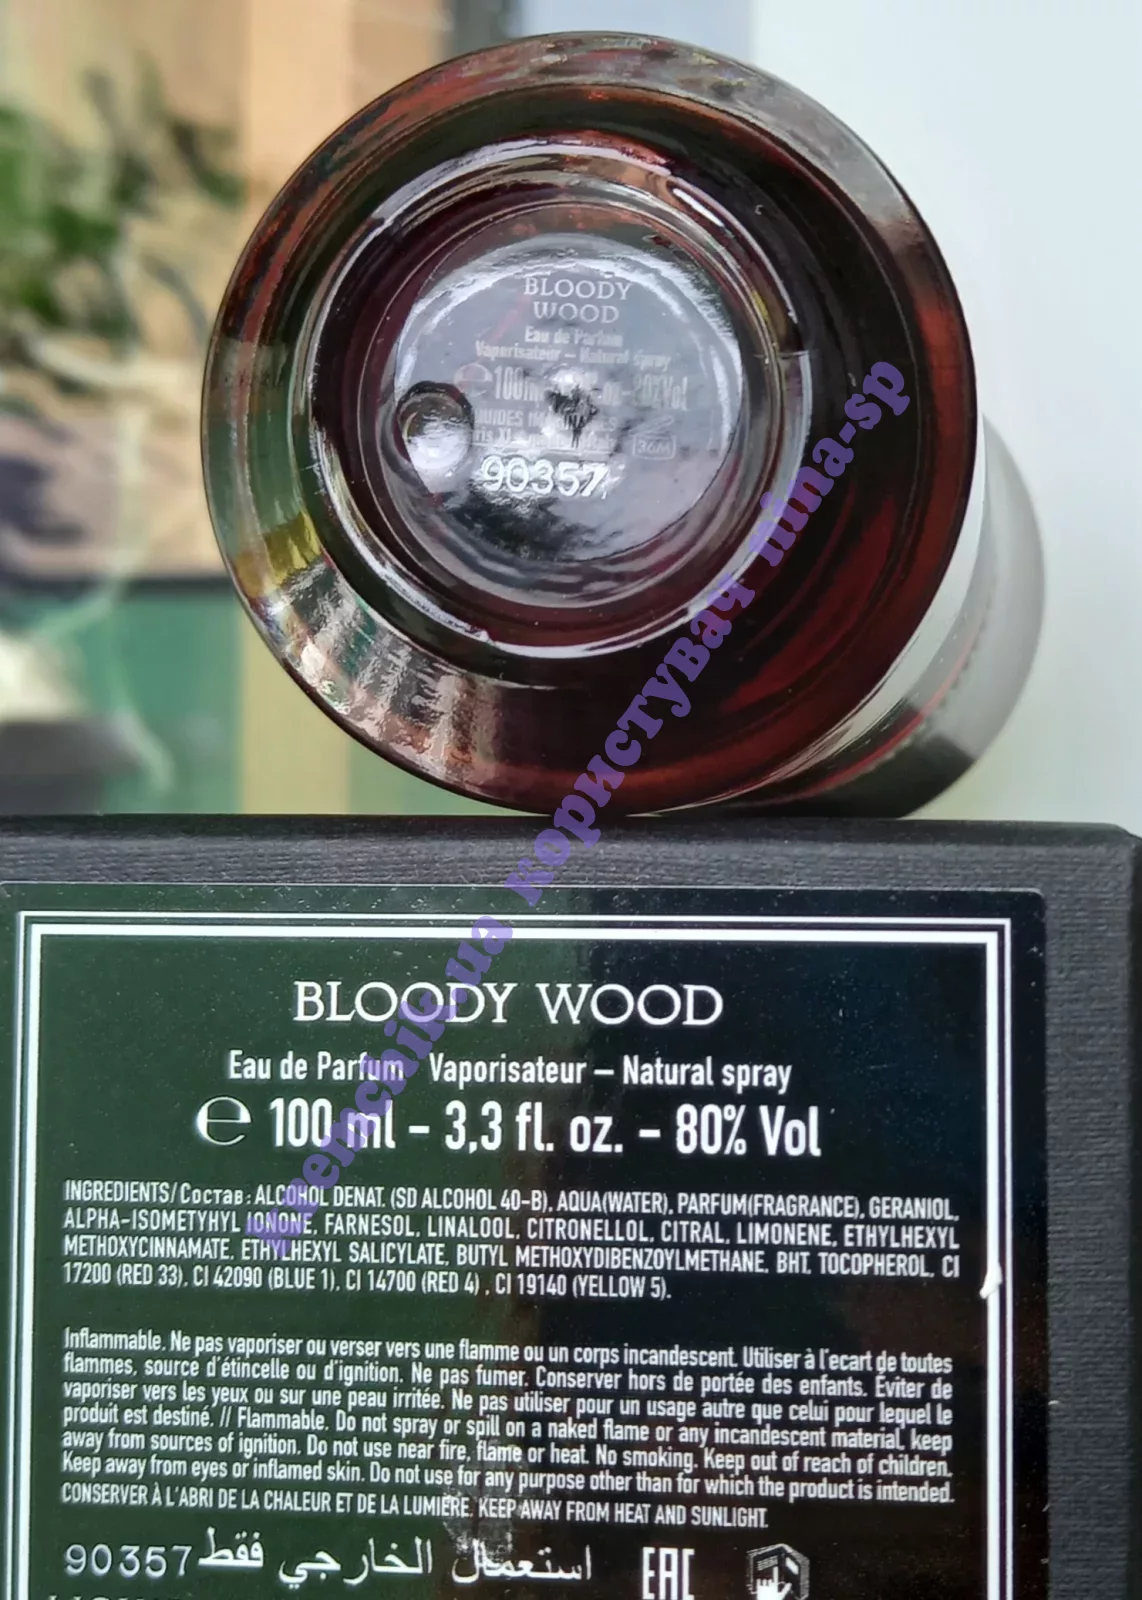 BLOODY
WOOD
Eau de Parfum
Vaporisateur – Natural spray
100ml
36M
90357
kremchik.ua користувач nina-sp
BLOODY WOOD
Eau de Parfum Vaporisateur – Natural spray
℮ 100 ml – 3,3 fl. oz. – 80% Vol
INGREDIENTS/Состав: ALCOHOL DENAT. (SD ALCOHOL 40-B), AQUA(WATER), PARFUM(FRAGRANCE), GERANIOL,
ALPHA-ISOMETYHYL IONONE, FARNESOL, LINALOOL, CITRONELLOL, CITRAL, LIMONENE, ETHYLHEXYL
METHOXYCINNAMATE, ETHYLHEXYL SALICYLATE, BUTYL METHOXYDIBENZOYLMETHANE, BHT, TOCOPHEROL, CI
17200 (RED 33), CI 42090 (BLUE 1), CI 14700 (RED 4) , CI 19140 (YELLOW 5).
Inflammable. Ne pas vaporiser ou verser vers une flamme ou un corps incandescent. Utiliser à l'ecart de toutes
flammes, source d'étincelle ou d'ignition. Ne pas fumer. Conserver hors de portée des enfants. Éviter de
vaporiser vers les yeux ou sur une peau irritée. Ne pas utiliser pour un usage autre que celui pour lequel le
produit est destiné. // Flammable. Do not spray or spill on a naked flame or any incandescent material, keep
away from sources of ignition. Do not use near fire, flame or heat. No smoking. Keep out of reach of children.
Keep away from eyes or inflamed skin. Do not use for any purpose other than for which the product is intended.
CONSERVER À L'ABRI DE LA CHALEUR ET DE LA LUMIÈRE. KEEP AWAY FROM HEAT AND SUNLIGHT.
90357 استعمال الخارجي فقط EAC